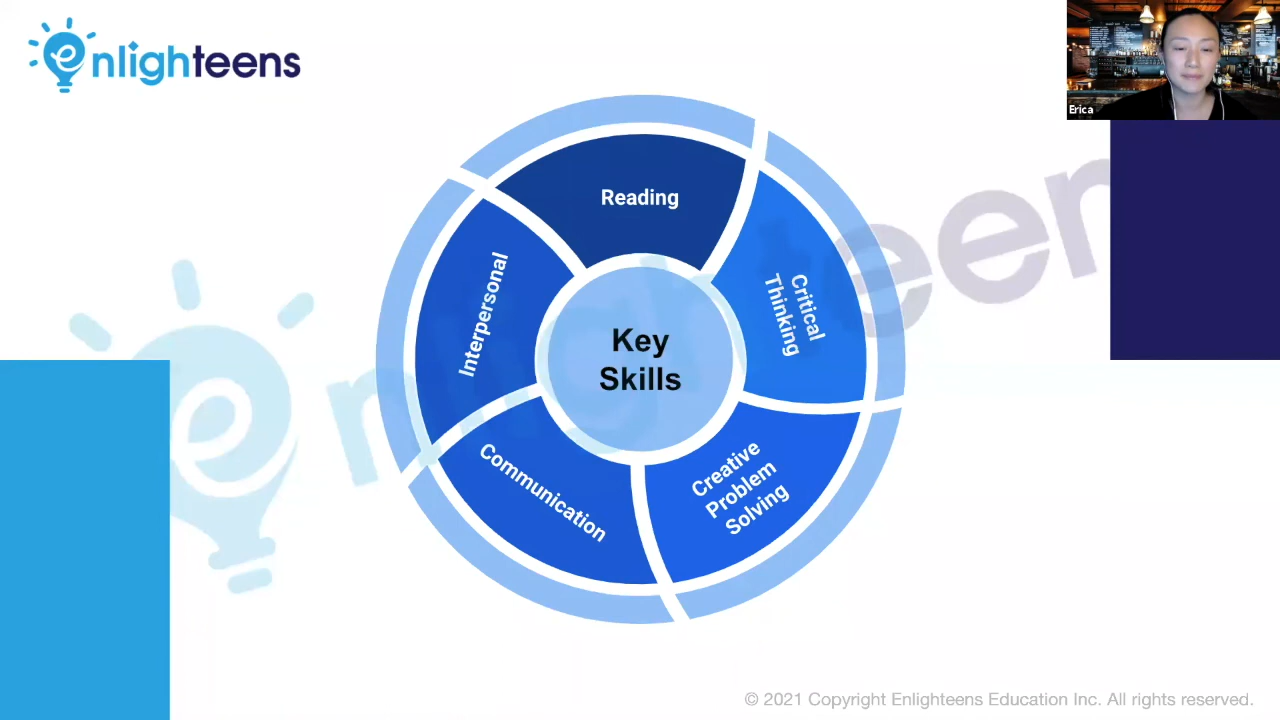 enlighteens
Erica
Reading
Critical
Thinking
Creative
Problem
Solving
Communication
Interpersonal
Key
Skills
enlighteen
© 2021 Copyright Enlighteens Education Inc. All rights reserved.